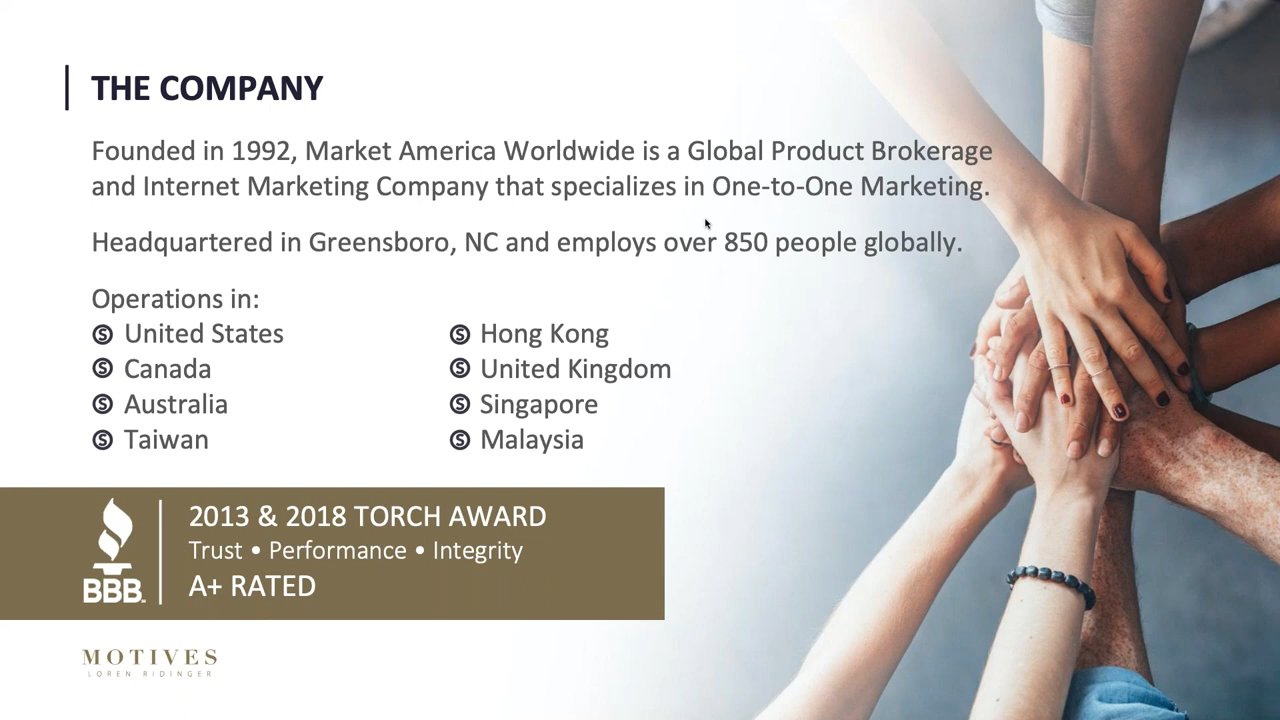 THE COMPANY
Founded in 1992, Market America Worldwide is a Global Product Brokerage
and Internet Marketing Company that specializes in One-to-One Marketing.
Headquartered in Greensboro, NC and employs over 850 people globally.
Operations in:
S United States
S Canada
S Australia
S Taiwan
S Hong Kong
S United Kingdom
S Singapore
S Malaysia
BBB
2013 & 2018 TORCH AWARD
Trust • Performance • Integrity
A+ RATED
MOTIVES
LOREN RIDINGER